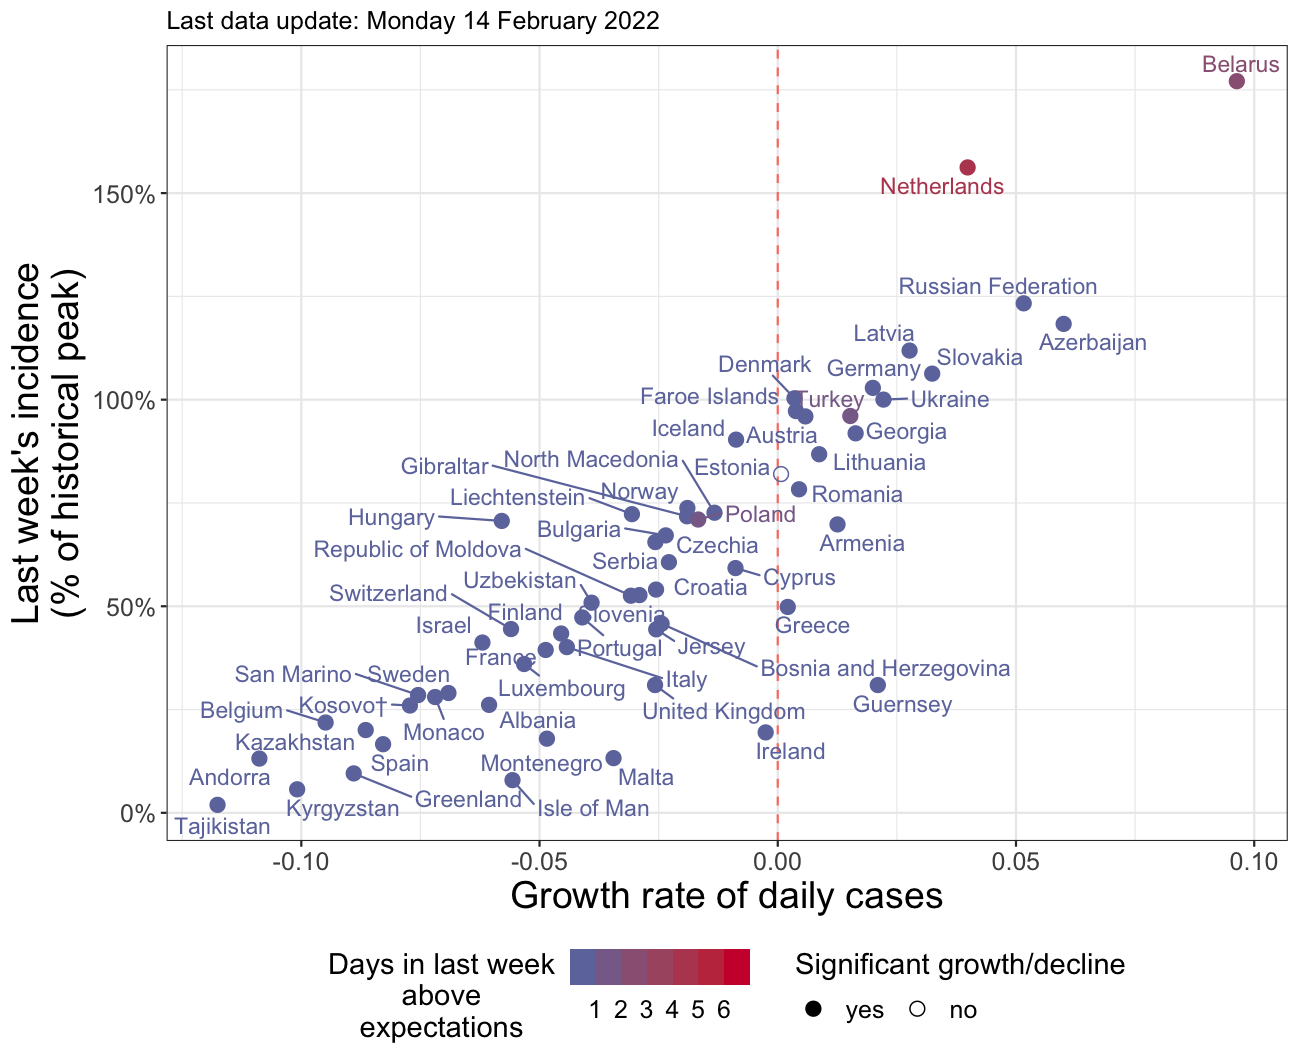 Last data update: Monday 14 February 2022
Last week's incidence
(% of historical peak)
150%
100%
50%
0%
Belarus
Netherlands
Russian Federation
Azerbaijan
Latvia
Slovakia
Denmark
Germany
Faroe Islands
Turkey
Ukraine
Iceland
Austria
Georgia
Gibraltar
North Macedonia
Estonia
Lithuania
Liechtenstein
Norway
Romania
Hungary
Bulgaria
Poland
Republic of Moldova
Czechia
Armenia
Serbia
Uzbekistan
Croatia
Cyprus
Switzerland
Finland
Slovenia
Israel
Greece
France
Portugal
Jersey
San Marino
Sweden
Luxembourg
Italy
Bosnia and Herzegovina
Belgium
Kosovo†
Albania
United Kingdom
Guernsey
Kazakhstan
Monaco
Ireland
Andorra
Spain
Montenegro
Malta
Tajikistan
Kyrgyzstan
Greenland
Isle of Man
-0.10
-0.05
0.00
0.05
0.10
Growth rate of daily cases
Days in last week
above
expectations
1 2 3 4 5 6
Significant growth/decline
yes
no